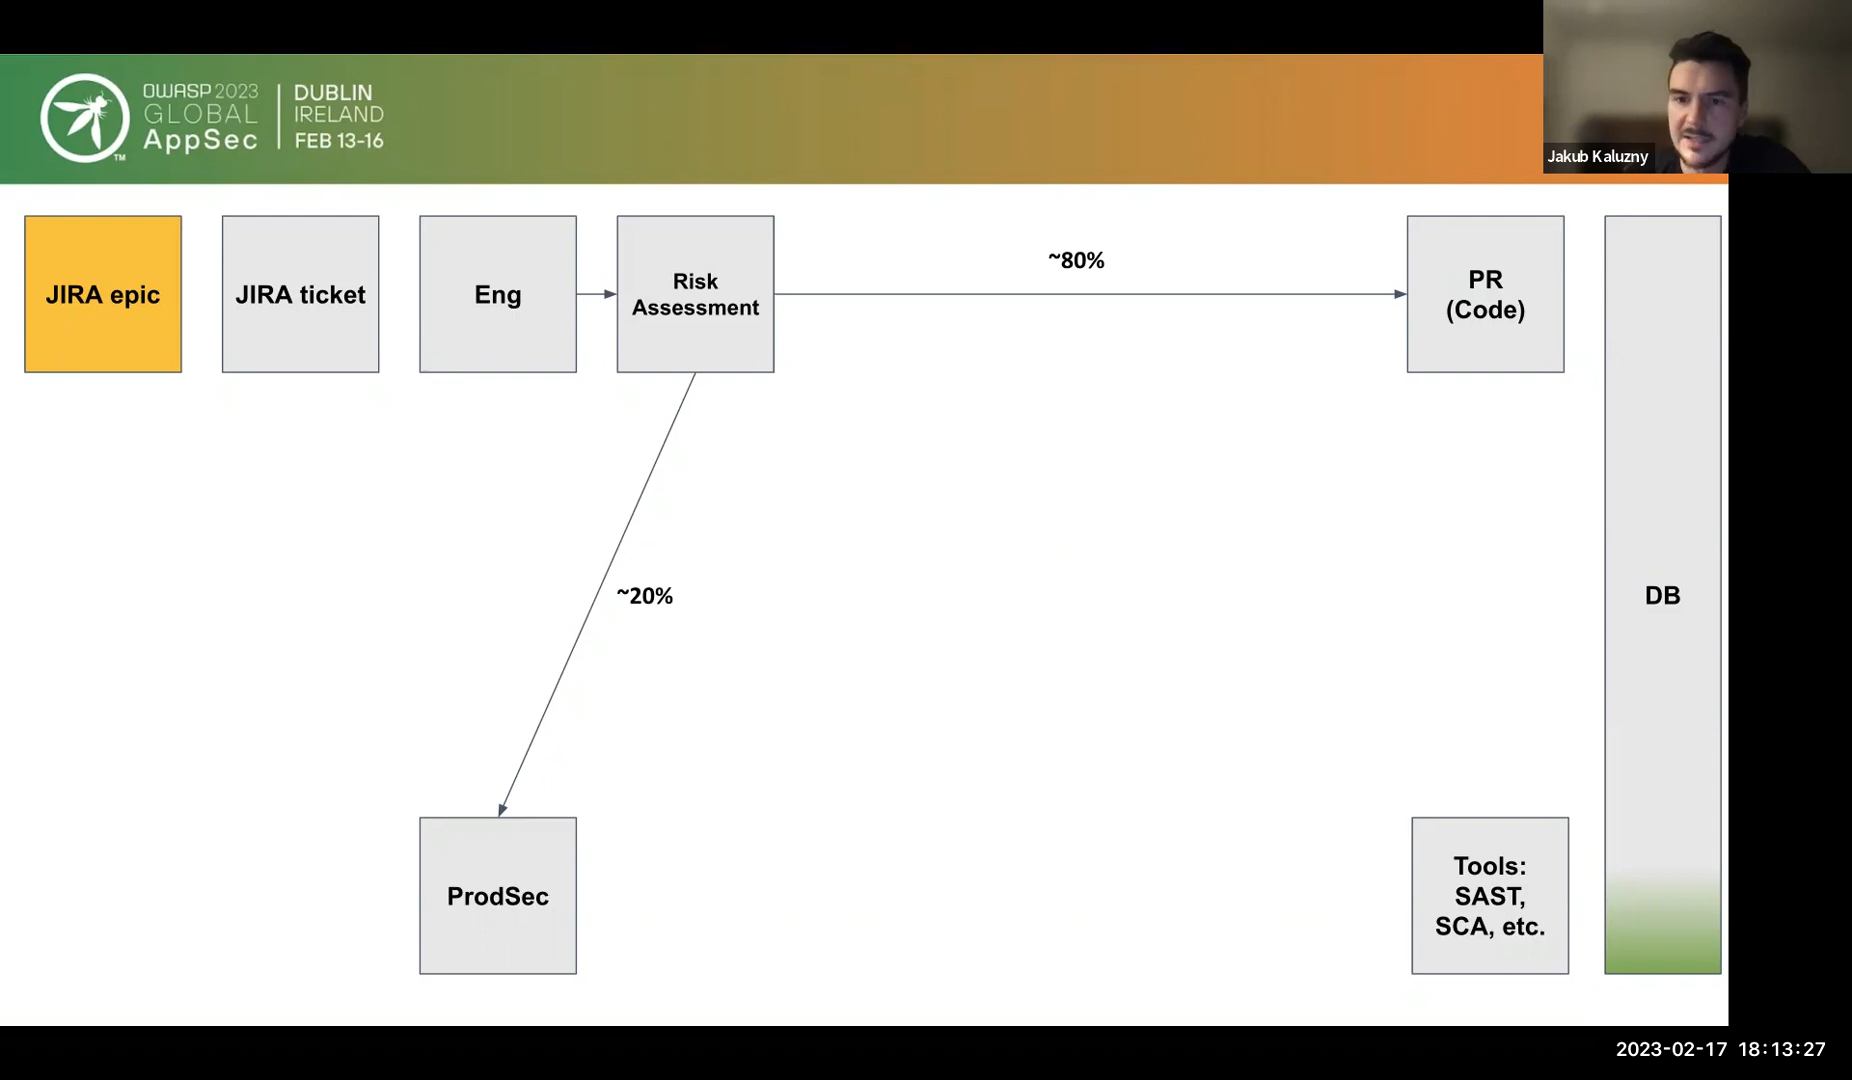 OWASP 2023
GLOBAL
AppSec
TM
DUBLIN
IRELAND
FEB 13-16
Jakub Kaluzny
JIRA epic
JIRA ticket
Eng
Risk
Assessment
~80%
PR
(Code)
~20%
DB
ProdSec
Tools:
SAST,
SCA, etc.
2023-02-17 18:13:27